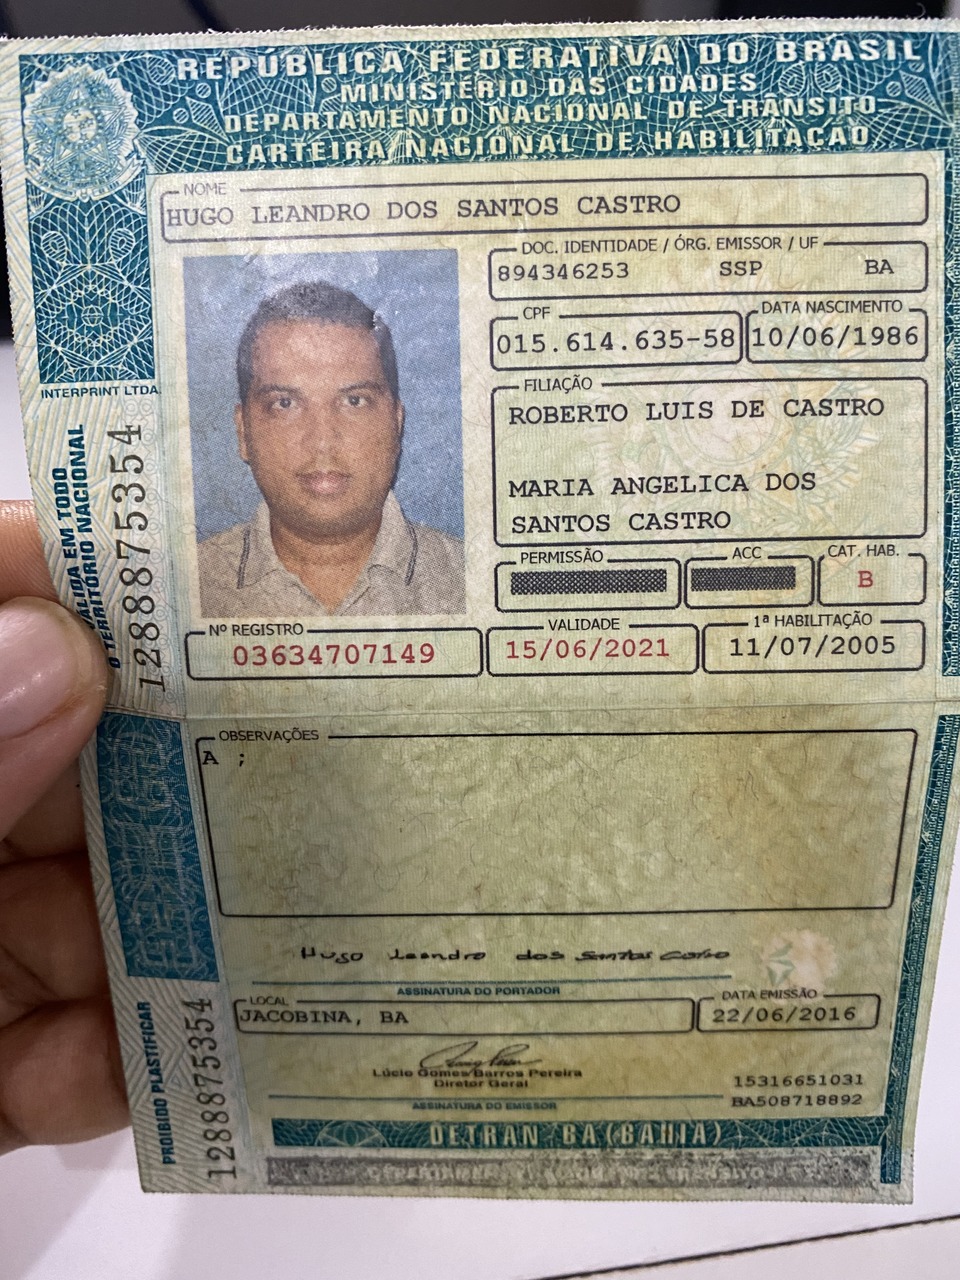 REPÚBLICA FEDERATIVA DO BRASIL
MINISTÉRIO DAS CIDADES
DEPARTAMENTO NACIONAL DE TRÂNSITO
CARTEIRA NACIONAL DE HABILITAÇÃO
NOME
HUGO LEANDRO DOS SANTOS CASTRO
DOC. IDENTIDADE / ÓRG. EMISSOR / UF
894346253 SSP BA
CPF
015.614.635-58
DATA NASCIMENTO
10/06/1986
FILIAÇÃO
ROBERTO LUIS DE CASTRO
MARIA ANGELICA DOS
SANTOS CASTRO
PERMISSÃO
ACC
CAT. HAB.
B
Nº REGISTRO
03634707149
VALIDADE
15/06/2021
1ª HABILITAÇÃO
11/07/2005
INTERPRINT LTDA.
VALIDA EM TODO
O TERRITÓRIO NACIONAL
1288875354
OBSERVAÇÕES
A ;
Hugo Leandro dos Santos Castro
ASSINATURA DO PORTADOR
LOCAL
JACOBINA, BA
DATA EMISSÃO
22/06/2016
Lúcio Gomes Barros Pereira
Diretor Geral
ASSINATURA DO EMISSOR
15316651031
BA508718892
PROIBIDO PLASTIFICAR
1288875354
DETRAN BA(BAHIA)